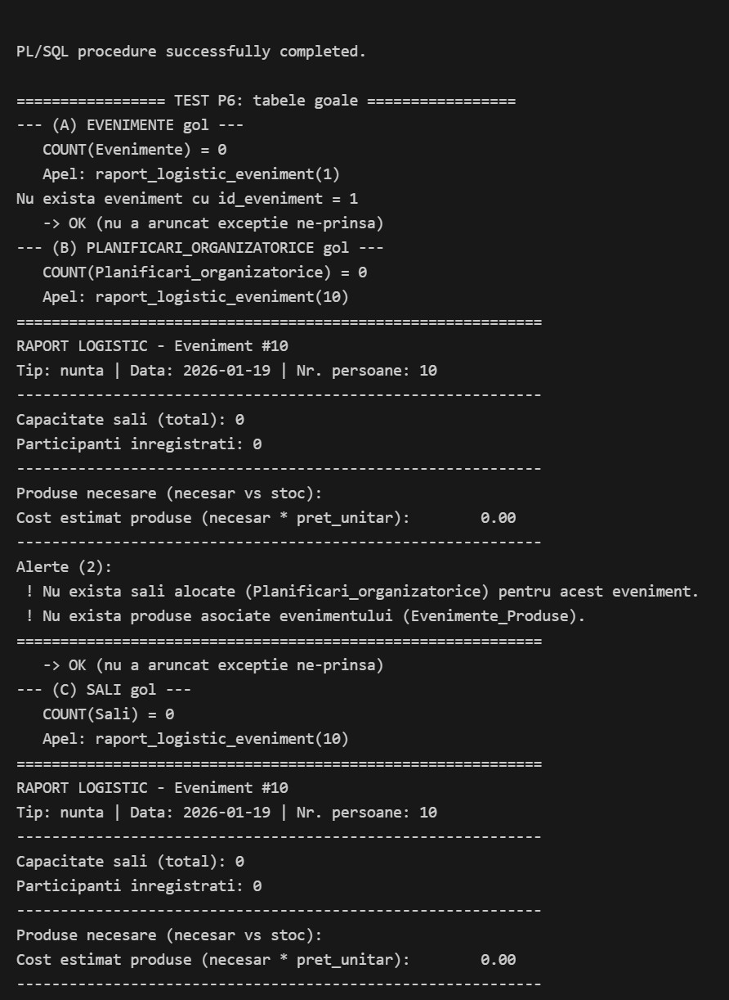 PL/SQL procedure successfully completed.
================= TEST P6: tabele goale =================
--- (A) EVENIMENTE gol ---
COUNT(Evenimente) = 0
Apel: raport_logistic_eveniment(1)
Nu exista eveniment cu id_eveniment = 1
-> OK (nu a aruncat exceptie ne-prinsa)
--- (B) PLANIFICARI_ORGANIZATORICE gol ---
COUNT(Planificari_organizatorice) = 0
Apel: raport_logistic_eveniment(10)
============================================================
RAPORT LOGISTIC - Eveniment #10
Tip: nunta | Data: 2026-01-19 | Nr. persoane: 10
------------------------------------------------------------
Capacitate sali (total): 0
Participanti inregistrati: 0
------------------------------------------------------------
Produse necesare (necesar vs stoc):
Cost estimat produse (necesar * pret_unitar):        0.00
------------------------------------------------------------
Alerte (2):
! Nu exista sali alocate (Planificari_organizatorice) pentru acest eveniment.
! Nu exista produse asociate evenimentului (Evenimente_Produse).
============================================================
-> OK (nu a aruncat exceptie ne-prinsa)
--- (C) SALI gol ---
COUNT(Sali) = 0
Apel: raport_logistic_eveniment(10)
============================================================
RAPORT LOGISTIC - Eveniment #10
Tip: nunta | Data: 2026-01-19 | Nr. persoane: 10
------------------------------------------------------------
Capacitate sali (total): 0
Participanti inregistrati: 0
------------------------------------------------------------
Produse necesare (necesar vs stoc):
Cost estimat produse (necesar * pret_unitar):        0.00
------------------------------------------------------------